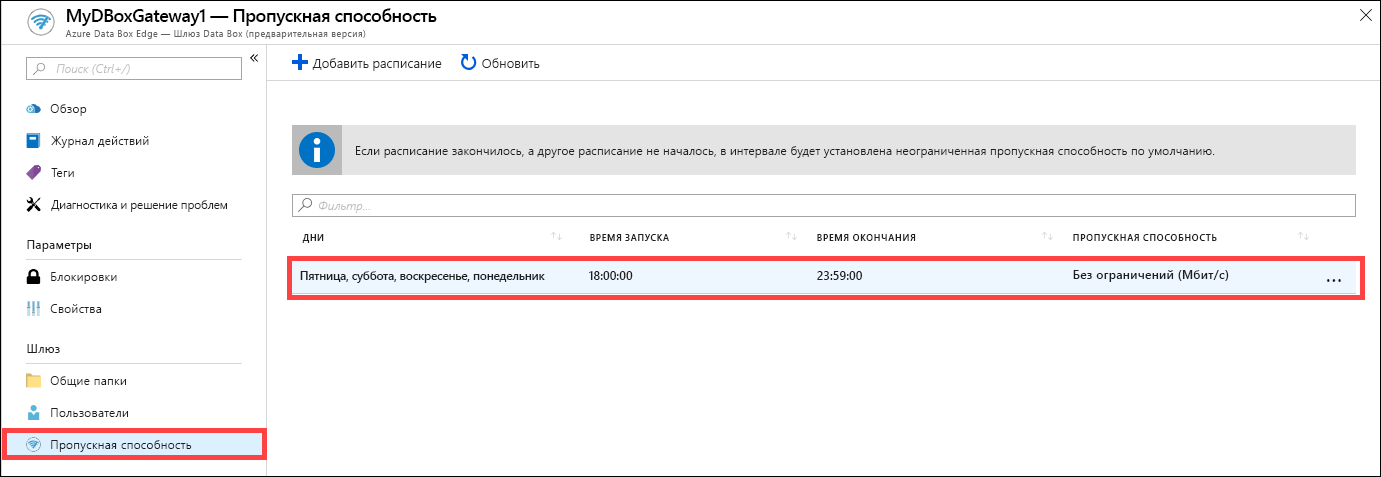 MyDBoxGateway1 — Пропускная способность
Azure Data Box Edge — Шлюз Data Box (предварительная версия)
Поиск (Ctrl+/)
«
Обзор
Журнал действий
Теги
Диагностика и решение проблем
Параметры
Блокировки
Свойства
Шлюз
Общие папки
Пользователи
Пропускная способность
Добавить расписание Обновить
Если расписание закончилось, а другое расписание не началось, в интервале будет установлена неограниченная пропускная способность по умолчанию.
Фильтр...
ДНИ ВРЕМЯ ЗАПУСКА ВРЕМЯ ОКОНЧАНИЯ ПРОПУСКНАЯ СПОСОБНОСТЬ
Пятница, суббота, воскресенье, понедельник 18:00:00 23:59:00 Без ограничений (Мбит/с) ...